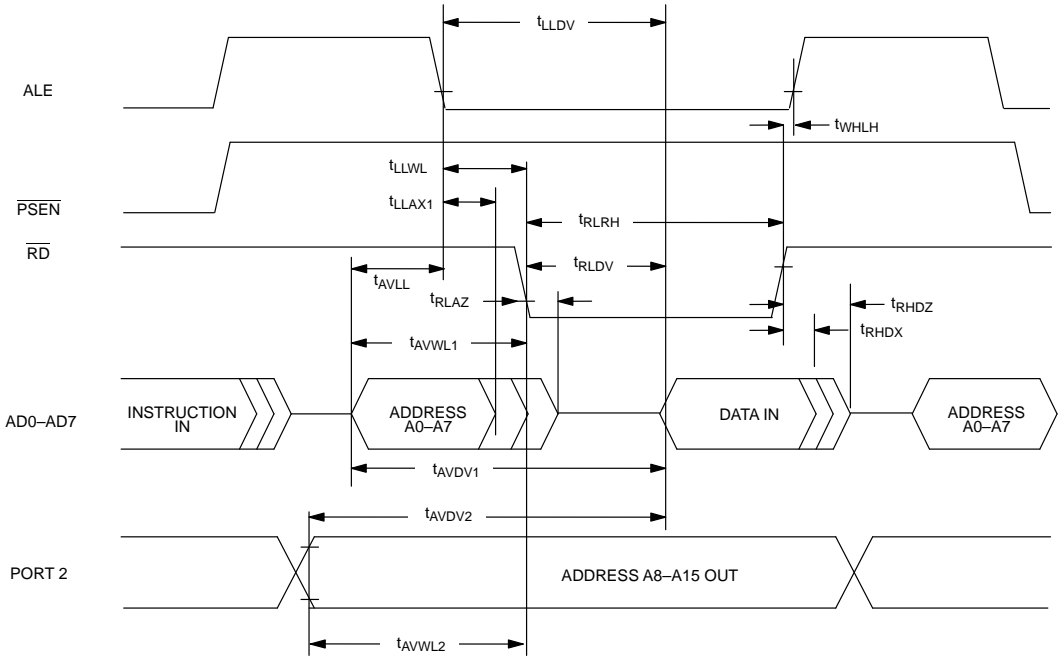 tLLDV
ALE
tWHLH
tLLWL
PSEN
tLLAX1
tRLRH
RD
tRLDV
tAVLL
tRLAZ
tRHDZ
tRHDX
tAVWL1
AD0–AD7
INSTRUCTION
IN
ADDRESS
A0–A7
DATA IN
ADDRESS
A0–A7
tAVDV1
tAVDV2
PORT 2
ADDRESS A8–A15 OUT
tAVWL2